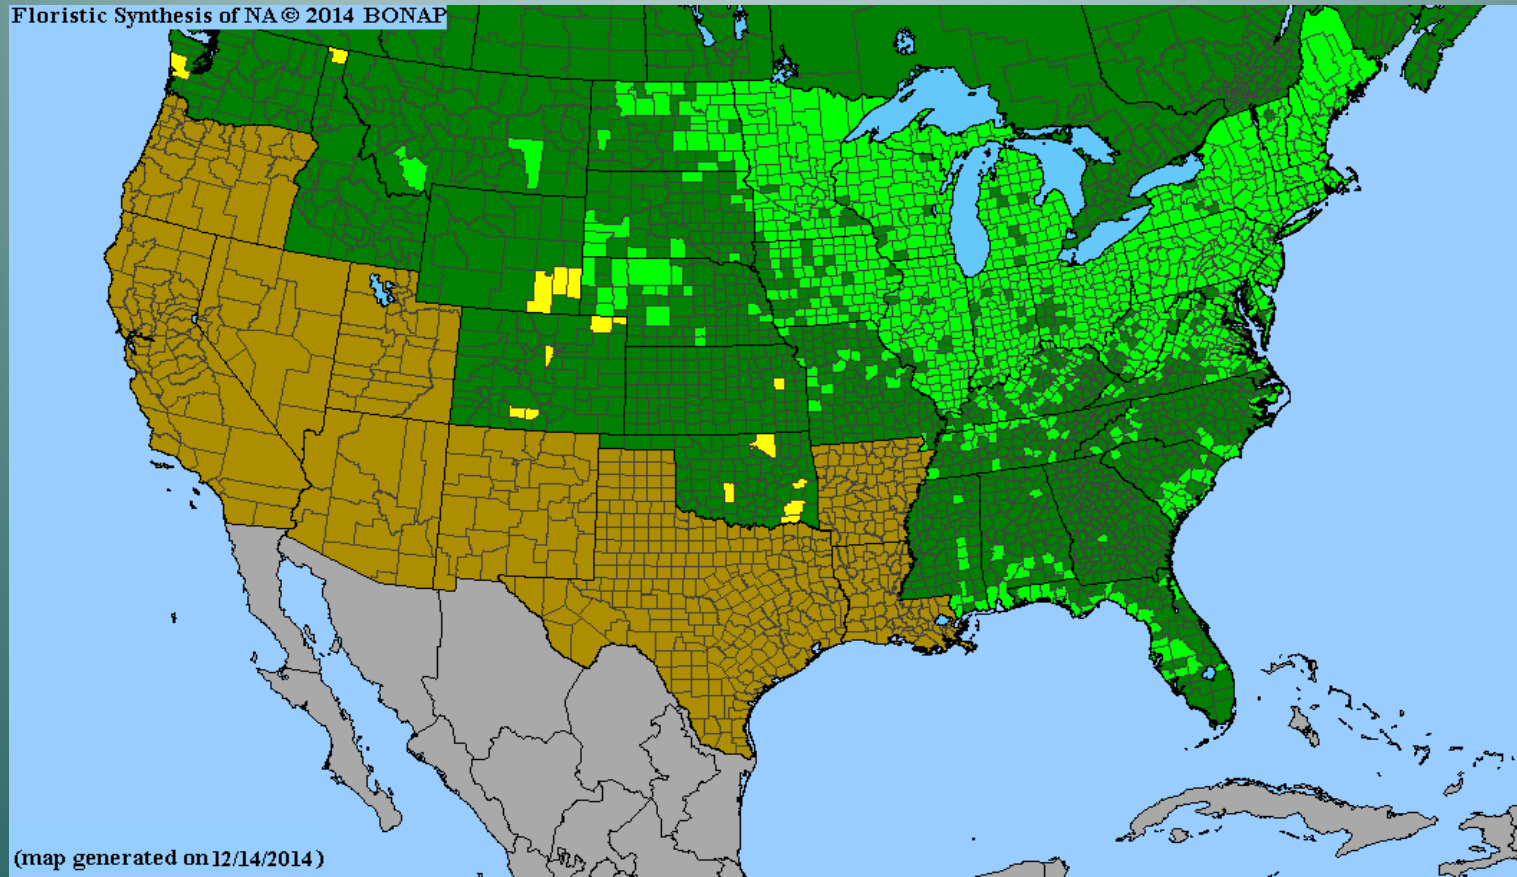 Floristic Synthesis of NA © 2014 BONAP
(map generated on 12/14/2014)